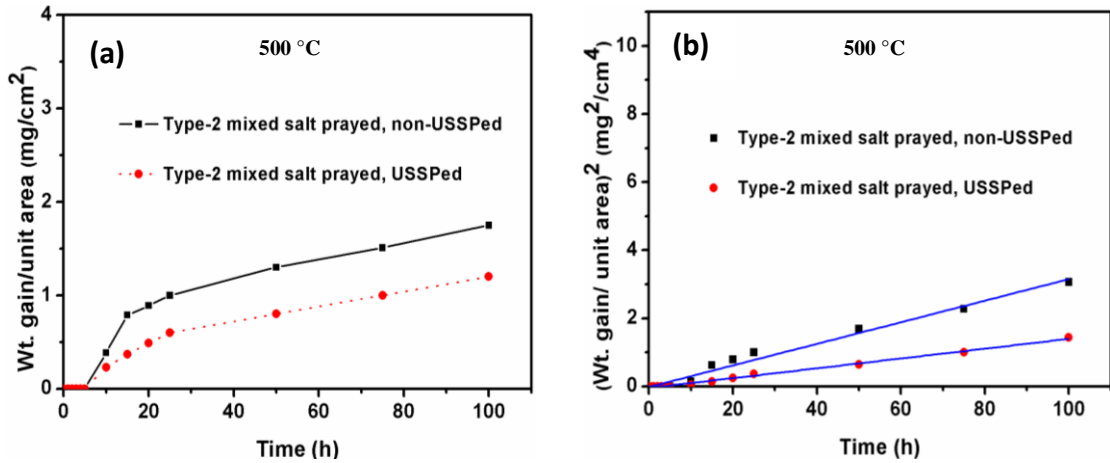 (a)
500 °C
Type-2 mixed salt prayed, non-USSPed
Type-2 mixed salt prayed, USSPed
Wt. gain/unit area (mg/cm²)
4
3
2
1
0
0 20 40 60 80 100
Time (h)
(b)
500 °C
Type-2 mixed salt prayed, non-USSPed
Type-2 mixed salt prayed, USSPed
(Wt. gain/ unit area)² (mg²/cm⁴)
10
8
6
4
2
0
0 20 40 60 80 100
Time (h)